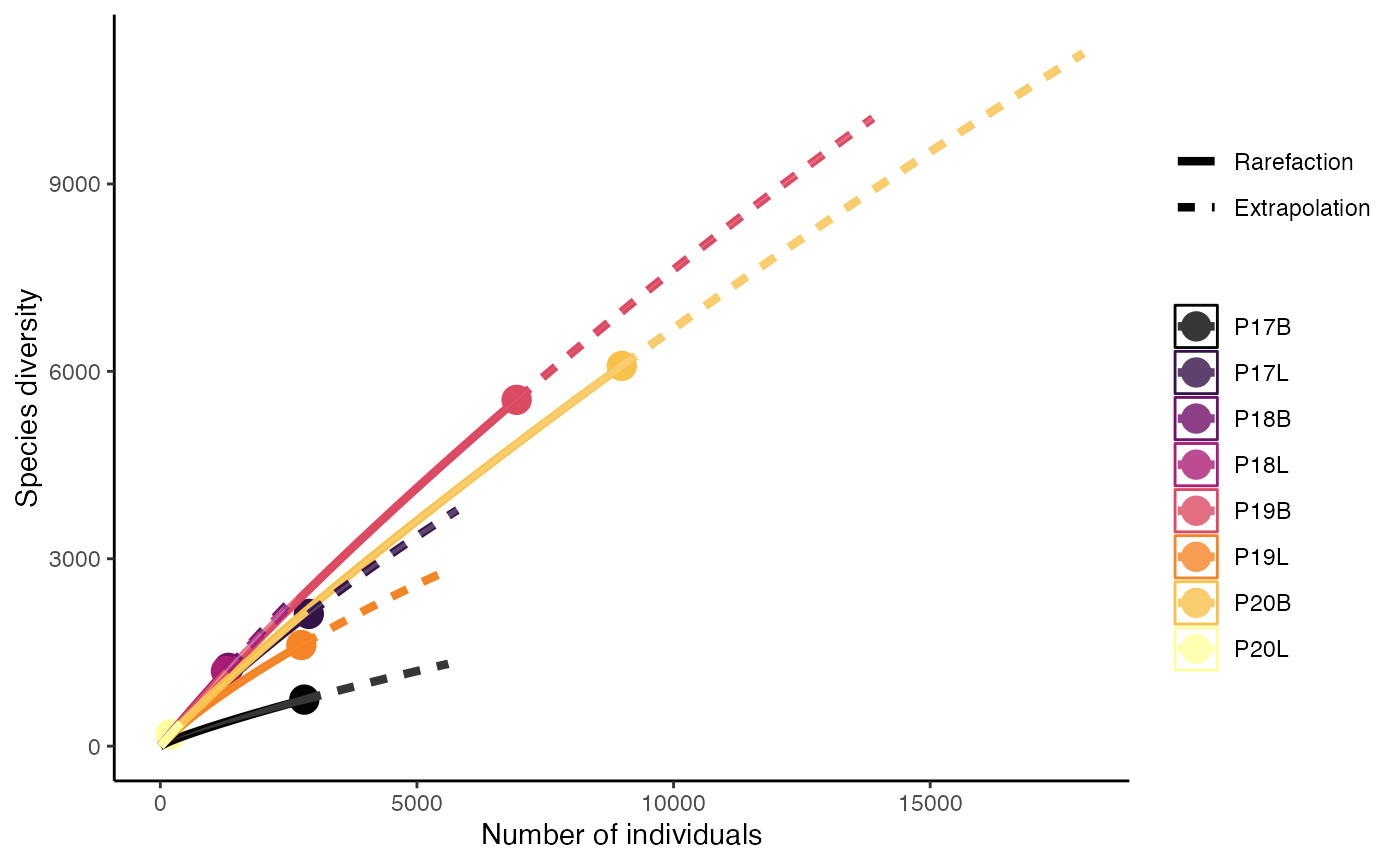 Species diversity
9000
6000
3000
0
0 5000 10000 15000
Number of individuals
Rarefaction
Extrapolation
P17B
P17L
P18B
P18L
P19B
P19L
P20B
P20L